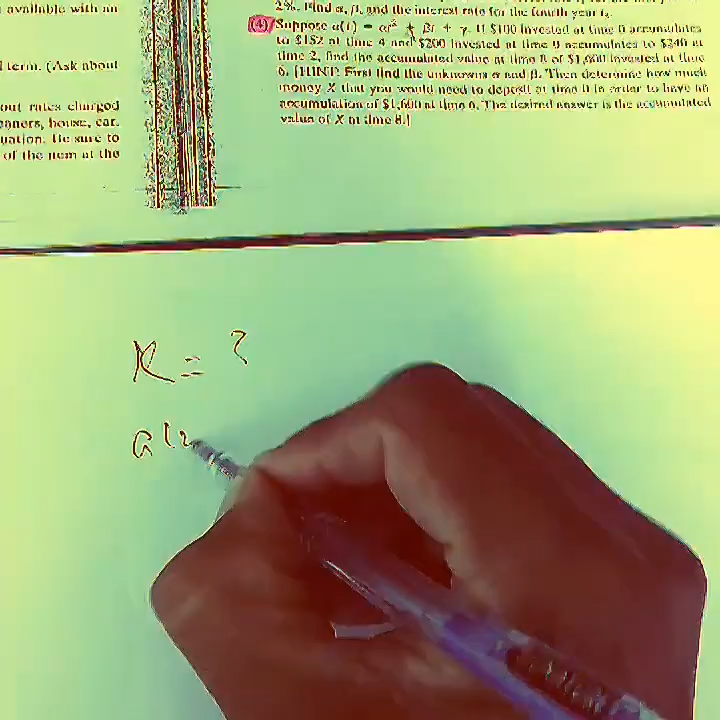 available with an
term. (Ask about
out rates charged
house, car.
He sure to
of the item at the
2%. Find α, β, and the interest rate for the fourth year i₄.
(4) Suppose a(t) = αt² + βt + γ. If $100 invested at time 0 accumulates
to $152 at time 4 and $200 invested at time 0 accumulates to $240 at
time 2, find the accumulated value at time 8 of $1,600 invested at time
6. [HINT: First find the unknowns α and β. Then determine how much
money X that you would need to deposit at time 0 in order to have an
accumulation of $1,600 at time 6. The desired answer is the accumulated
value of X at time 8.]
K = ?
a(2